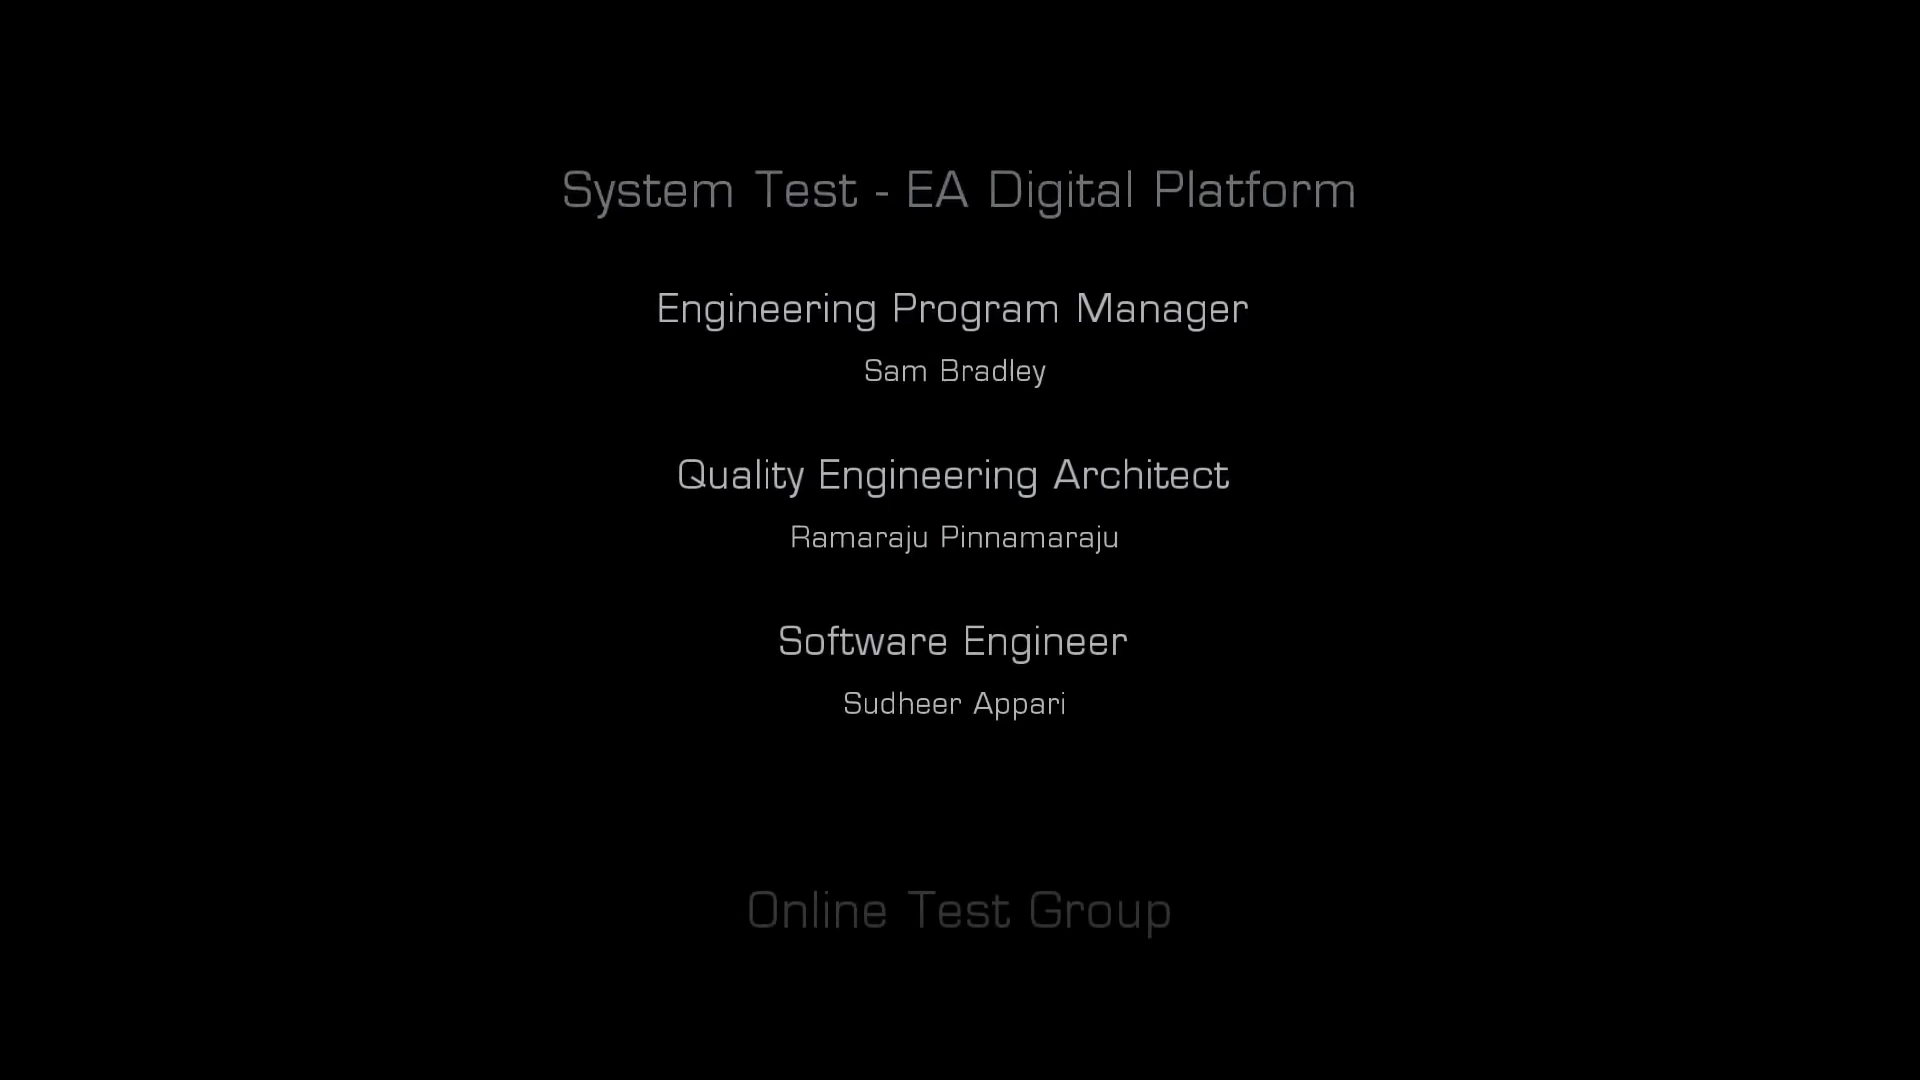 System Test - EA Digital Platform
Engineering Program Manager
Sam Bradley
Quality Engineering Architect
Ramaraju Pinnamaraju
Software Engineer
Sudheer Appari
Online Test Group